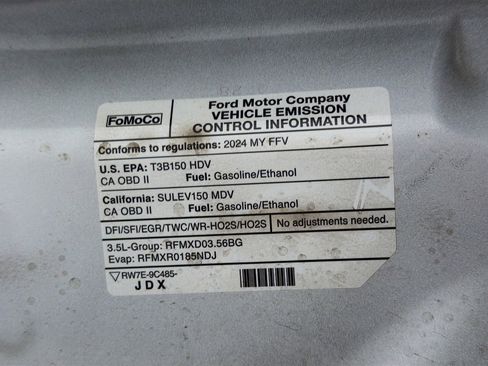 FoMoCo
Ford Motor Company
VEHICLE EMISSION
CONTROL INFORMATION
Conforms to regulations: 2024 MY FFV
U.S. EPA: T3B150 HDV
CA OBD II Fuel: Gasoline/Ethanol
California: SULEV150 MDV
CA OBD II Fuel: Gasoline/Ethanol
DFI/SFI/EGR/TWC/WR-HO2S/HO2S No adjustments needed.
3.5L-Group: RFMXD03.56BG
Evap: RFMXR0185NDJ
RW7E-9C485-
JDX